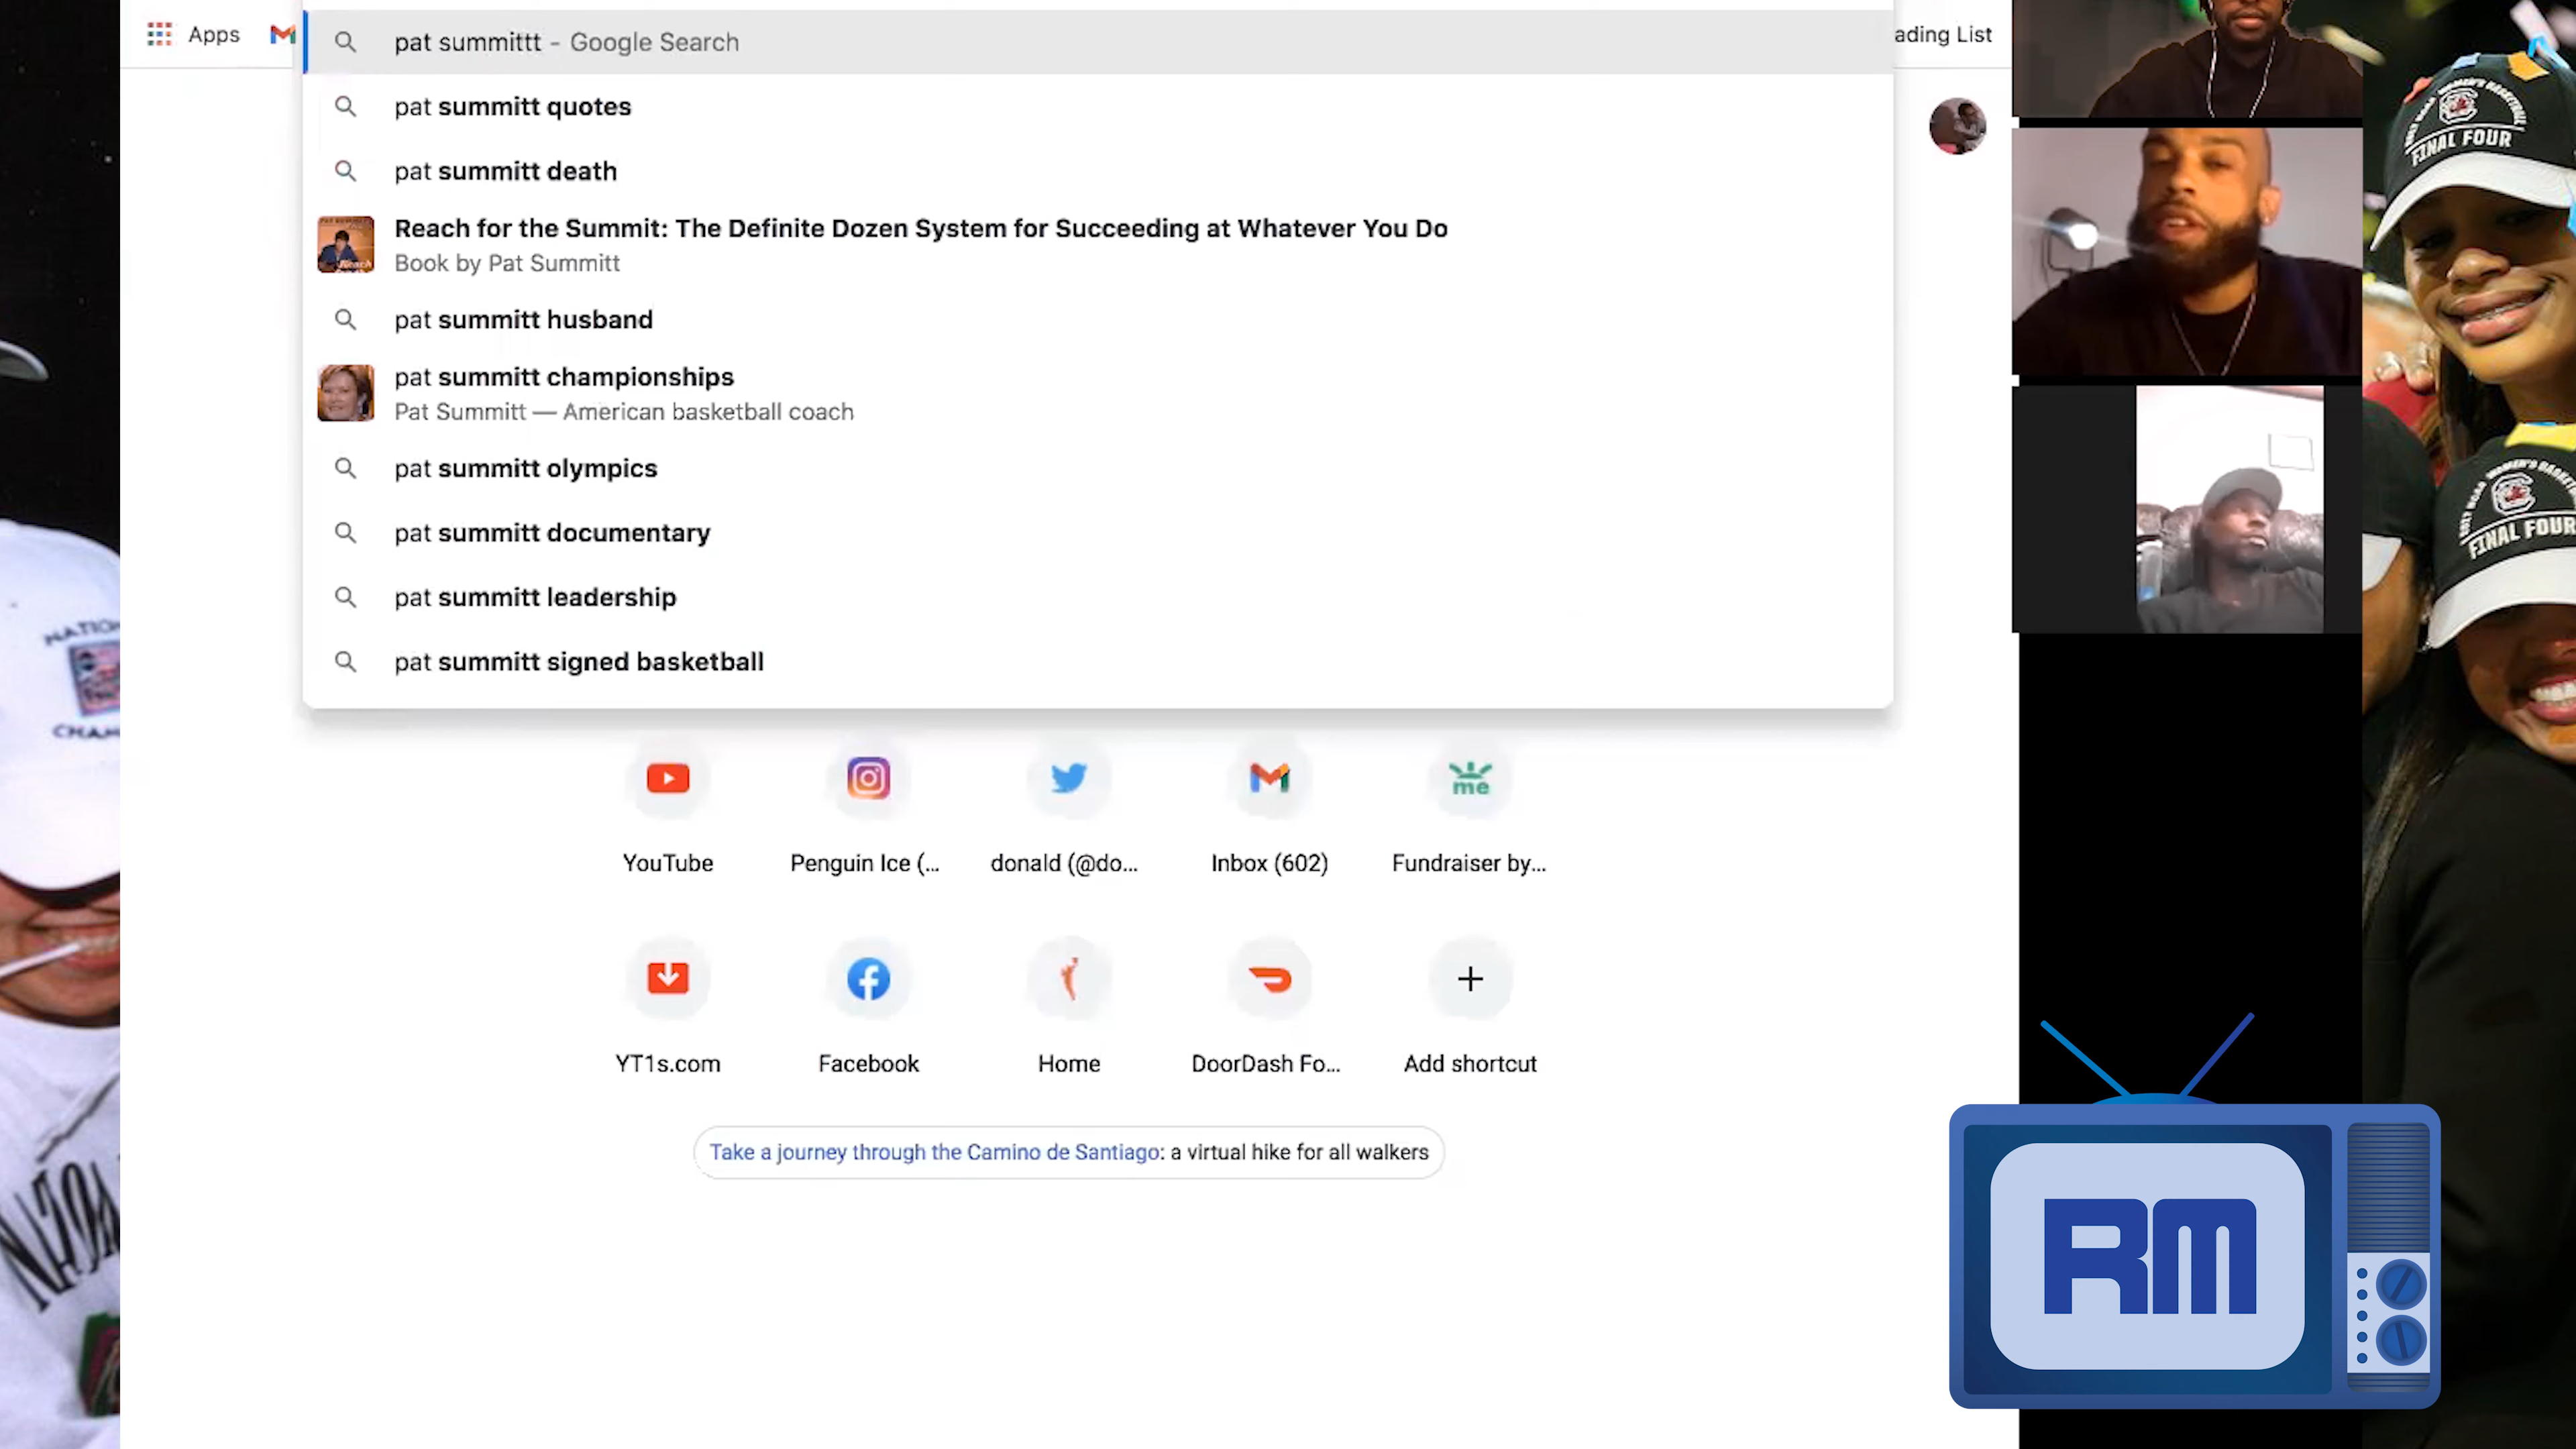 Apps
pat summittt - Google Search
ading List
pat summitt quotes
pat summitt death
Reach for the Summit: The Definite Dozen System for Succeeding at Whatever You Do
Book by Pat Summitt
pat summitt husband
pat summitt championships
Pat Summitt — American basketball coach
pat summitt olympics
pat summitt documentary
pat summitt leadership
pat summitt signed basketball
me
YouTube
Penguin Ice (...
donald (@do...
Inbox (602)
Fundraiser by...
YT1s.com
Facebook
Home
DoorDash Fo...
Add shortcut
Take a journey through the Camino de Santiago: a virtual hike for all walkers
RM
FINAL FOUR
FINAL FOUR
NATIO
CHAM